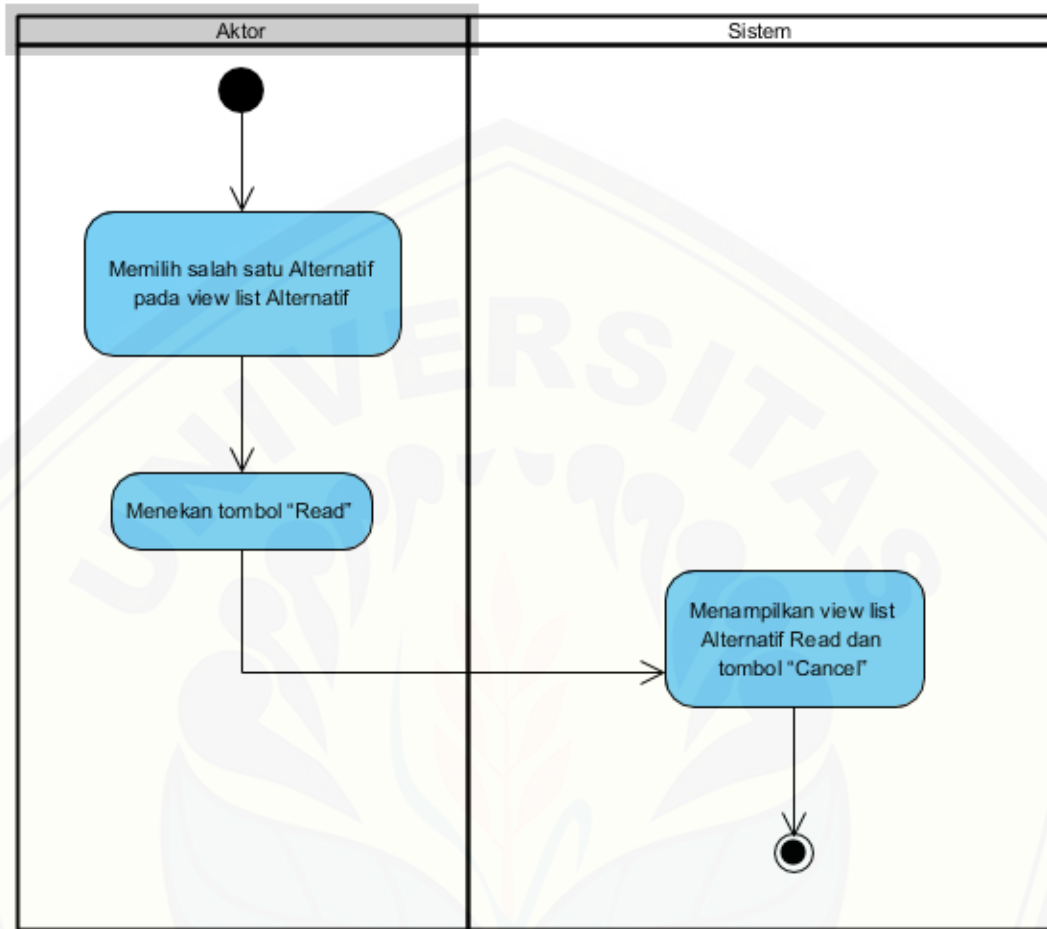 Aktor
Sistem
Memilih salah satu Alternatif
pada view list Alternatif
Menekan tombol “Read”
Menampilkan view list
Alternatif Read dan
tombol “Cancel”
UNIVERSITAS